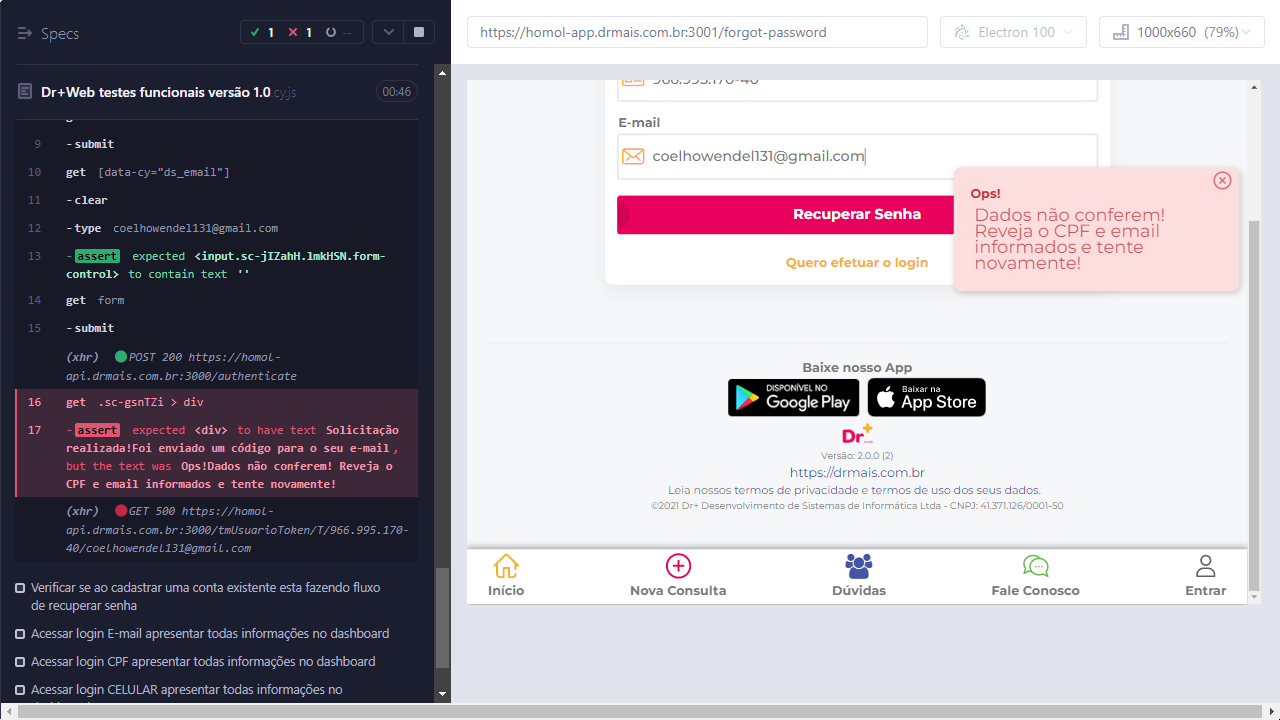 Specs
1
1
--
https://homol-app.drmais.com.br:3001/forgot-password
Electron 100
1000x660 (79%)
Dr+Web testes funcionais versão 1.0.cy.js
00:46
9 -submit
10 get [data-cy="ds_email"]
11 -clear
12 -type coelhowendel131@gmail.com
13 -assert expected <input.sc-jIZahH.lmkHSN.form-
control> to contain text ''
14 get form
15 -submit
(xhr) POST 200 https://homol-
api.drmais.com.br:3000/authenticate
16 get .sc-gsnTZi > div
17 -assert expected <div> to have text Solicitação
realizada!Foi enviado um código para o seu e-mail,
but the text was Ops!Dados não conferem! Reveja o
CPF e email informados e tente novamente!
(xhr) GET 500 https://homol-
api.drmais.com.br:3000/tmUsuarioToken/T/966.995.170-
40/coelhowendel131@gmail.com
Verificar se ao cadastrar uma conta existente esta fazendo fluxo
de recuperar senha
Acessar login E-mail apresentar todas informações no dashboard
Acessar login CPF apresentar todas informações no dashboard
Acessar login CELULAR apresentar todas informações no
E-mail
coelhowendel131@gmail.com
Recuperar Senha
Quero efetuar o login
Ops!
Dados não conferem!
Reveja o CPF e email
informados e tente
novamente!
Baixe nosso App
DISPONÍVEL NO
Google Play
Baixar na
App Store
Dr+
Versão: 2.0.0 (2)
https://drmais.com.br
Leia nossos termos de privacidade e termos de uso dos seus dados.
©2021 Dr+ Desenvolvimento de Sistemas de Informática Ltda - CNPJ: 41.371.126/0001-50
Início
Nova Consulta
Dúvidas
Fale Conosco
Entrar